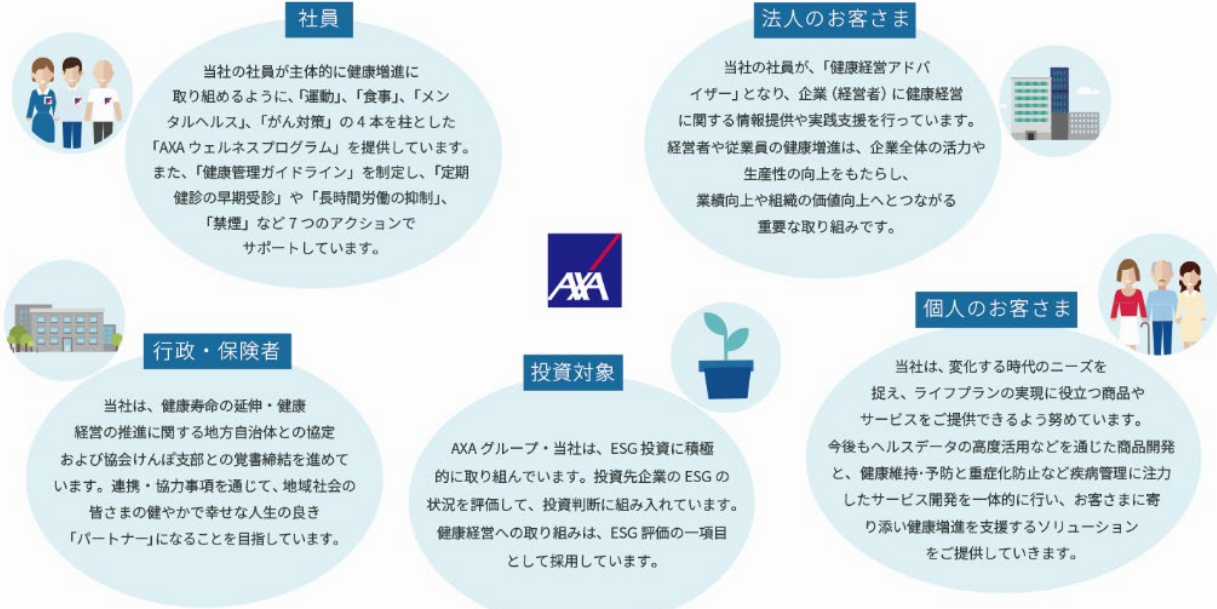 社員
当社の社員が主体的に健康増進に
取り組めるように、「運動」、「食事」、「メン
タルヘルス」、「がん対策」の4本を柱とした
「AXAウェルネスプログラム」を提供しています。
また、「健康管理ガイドライン」を制定し、「定期
健診の早期受診」や「長時間労働の抑制」、
「禁煙」など7つのアクションで
サポートしています。
法人のお客さま
当社の社員が、「健康経営アドバ
イザー」となり、企業（経営者）に健康経営
に関する情報提供や実践支援を行っています。
経営者や従業員の健康増進は、企業全体の活力や
生産性の向上をもたらし、
業績向上や組織の価値向上へとつながる
重要な取り組みです。
AXA
行政・保険者
当社は、健康寿命の延伸・健康
経営の推進に関する地方自治体との協定
および協会けんぽ支部との覚書締結を進めて
います。連携・協力事項を通じて、地域社会の
皆さまの健やかで幸せな人生の良き
「パートナー」になることを目指しています。
投資対象
AXAグループ・当社は、ESG投資に積極
的に取り組んでいます。投資先企業のESGの
状況を評価して、投資判断に組み入れています。
健康経営への取り組みは、ESG評価の一項目
として採用しています。
個人のお客さま
当社は、変化する時代のニーズを
捉え、ライフプランの実現に役立つ商品や
サービスをご提供できるよう努めています。
今後もヘルスデータの高度活用などを通じた商品開発
と、健康維持・予防と重症化防止など疾病管理に注力
したサービス開発を一体的に行い、お客さまに寄
り添い健康増進を支援するソリューション
をご提供していきます。